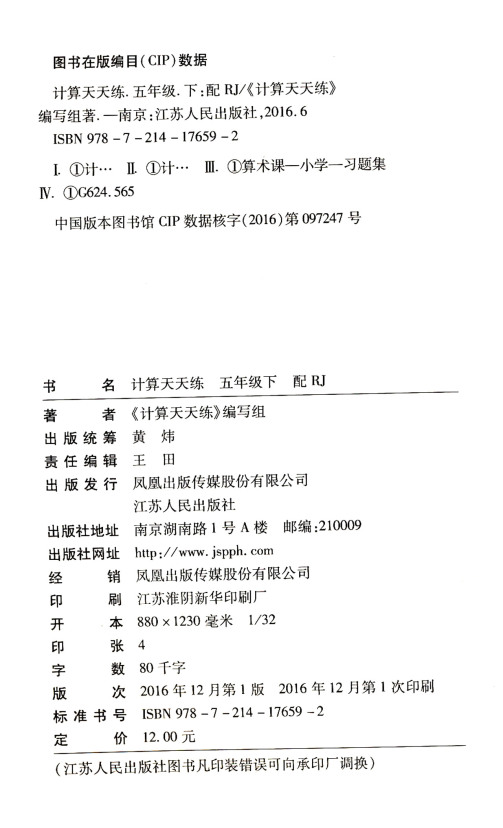 图书在版编目(CIP)数据
计算天天练.五年级.下:配 RJ/《计算天天练》
编写组著.—南京:江苏人民出版社,2016.6
ISBN 978-7-214-17659-2
Ⅰ. ①计… Ⅱ. ①计… Ⅲ. ①算术课—小学—习题集
Ⅳ. ①G624.565
中国版本图书馆 CIP 数据核字(2016)第 097247 号
书 名 计算天天练 五年级下 配 RJ
著 者 《计算天天练》编写组
出版统筹 黄 炜
责任编辑 王 田
出版发行 凤凰出版传媒股份有限公司
江苏人民出版社
出版社地址 南京湖南路 1 号 A 楼 邮编:210009
出版社网址 http://www.jspph.com
经 销 凤凰出版传媒股份有限公司
印 刷 江苏淮阴新华印刷厂
开 本 880×1230 毫米 1/32
印 张 4
字 数 80 千字
版 次 2016 年 12 月第 1 版 2016 年 12 月第 1 次印刷
标准书号 ISBN 978-7-214-17659-2
定 价 12.00 元
(江苏人民出版社图书凡印装错误可向承印厂调换)